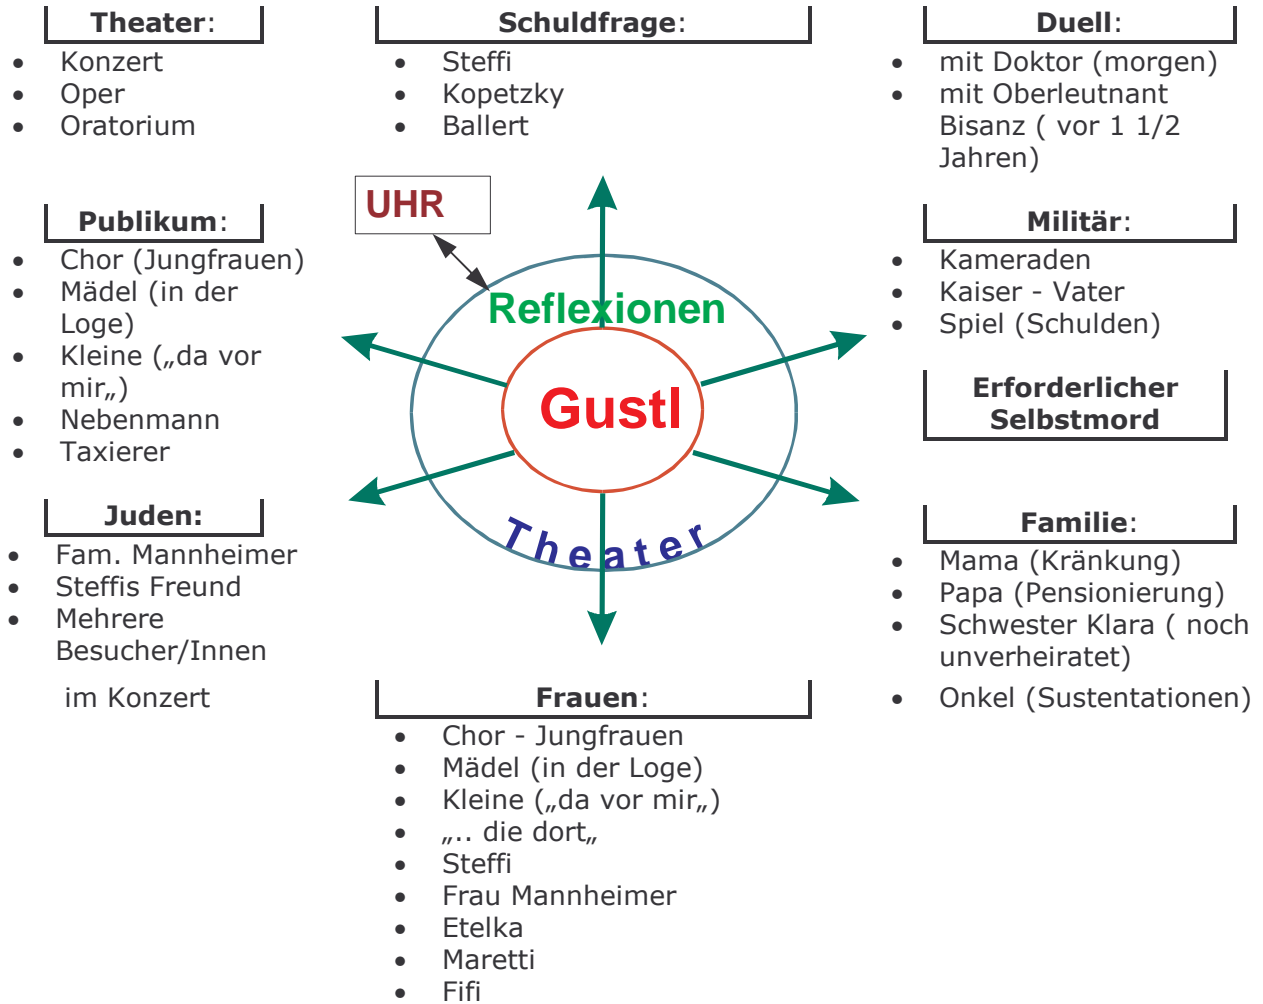 Theater:
• Konzert
• Oper
• Oratorium
Schuldfrage:
• Steffi
• Kopetzky
• Ballert
Duell:
• mit Doktor (morgen)
• mit Oberleutnant
Bisanz ( vor 1 1/2
Jahren)
UHR
Publikum:
• Chor (Jungfrauen)
• Mädel (in der
Loge)
• Kleine („da vor
mir„)
• Nebenmann
• Taxierer
Reflexionen
Gustl
Theater
Militär:
• Kameraden
• Kaiser - Vater
• Spiel (Schulden)
Erforderlicher
Selbstmord
Juden:
• Fam. Mannheimer
• Steffis Freund
• Mehrere
Besucher/Innen
im Konzert
Familie:
• Mama (Kränkung)
• Papa (Pensionierung)
• Schwester Klara ( noch
unverheiratet)
• Onkel (Sustentationen)
Frauen:
• Chor - Jungfrauen
• Mädel (in der Loge)
• Kleine („da vor mir„)
• „.. die dort„
• Steffi
• Frau Mannheimer
• Etelka
• Maretti
• Fifi